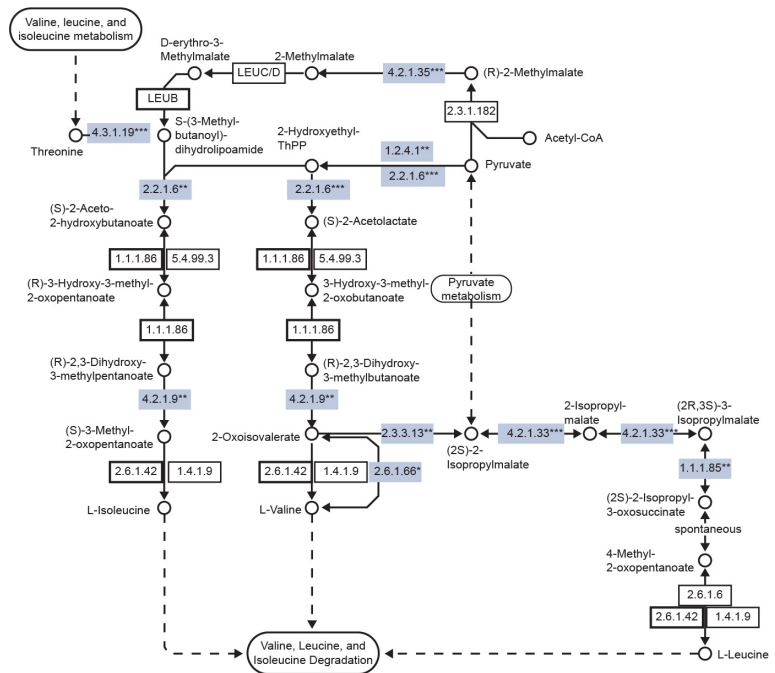 Valine, leucine, and
isoleucine metabolism
D-erythro-3-
Methylmalate
2-Methylmalate
LEUC/D
4.2.1.35***
(R)-2-Methylmalate
LEUB
2.3.1.182
4.3.1.19***
Threonine
S-(3-Methyl-
butanoyl)-
dihydrolipoamide
2-Hydroxyethyl-
ThPP
1.2.4.1**
2.2.1.6***
Acetyl-CoA
Pyruvate
2.2.1.6**
2.2.1.6***
(S)-2-Aceto-
2-hydroxybutanoate
(S)-2-Acetolactate
1.1.1.86
5.4.99.3
1.1.1.86
5.4.99.3
(R)-3-Hydroxy-3-methyl-
2-oxopentanoate
3-Hydroxy-3-methyl-
2-oxobutanoate
Pyruvate
metabolism
1.1.1.86
1.1.1.86
(R)-2,3-Dihydroxy-
3-methylpentanoate
(R)-2,3-Dihydroxy-
3-methylbutanoate
4.2.1.9**
4.2.1.9**
(S)-3-Methyl-
2-oxopentanoate
2-Oxoisovalerate
2.3.3.13**
(2S)-2-
Isopropylmalate
4.2.1.33***
2-Isopropyl-
malate
4.2.1.33***
(2R,3S)-3-
Isopropylmalate
2.6.1.42
1.4.1.9
2.6.1.42
1.4.1.9
2.6.1.66*
1.1.1.85**
L-Isoleucine
L-Valine
(2S)-2-Isopropyl-
3-oxosuccinate
spontaneous
4-Methyl-
2-oxopentanoate
2.6.1.6
2.6.1.42
1.4.1.9
Valine, Leucine, and
Isoleucine Degradation
L-Leucine